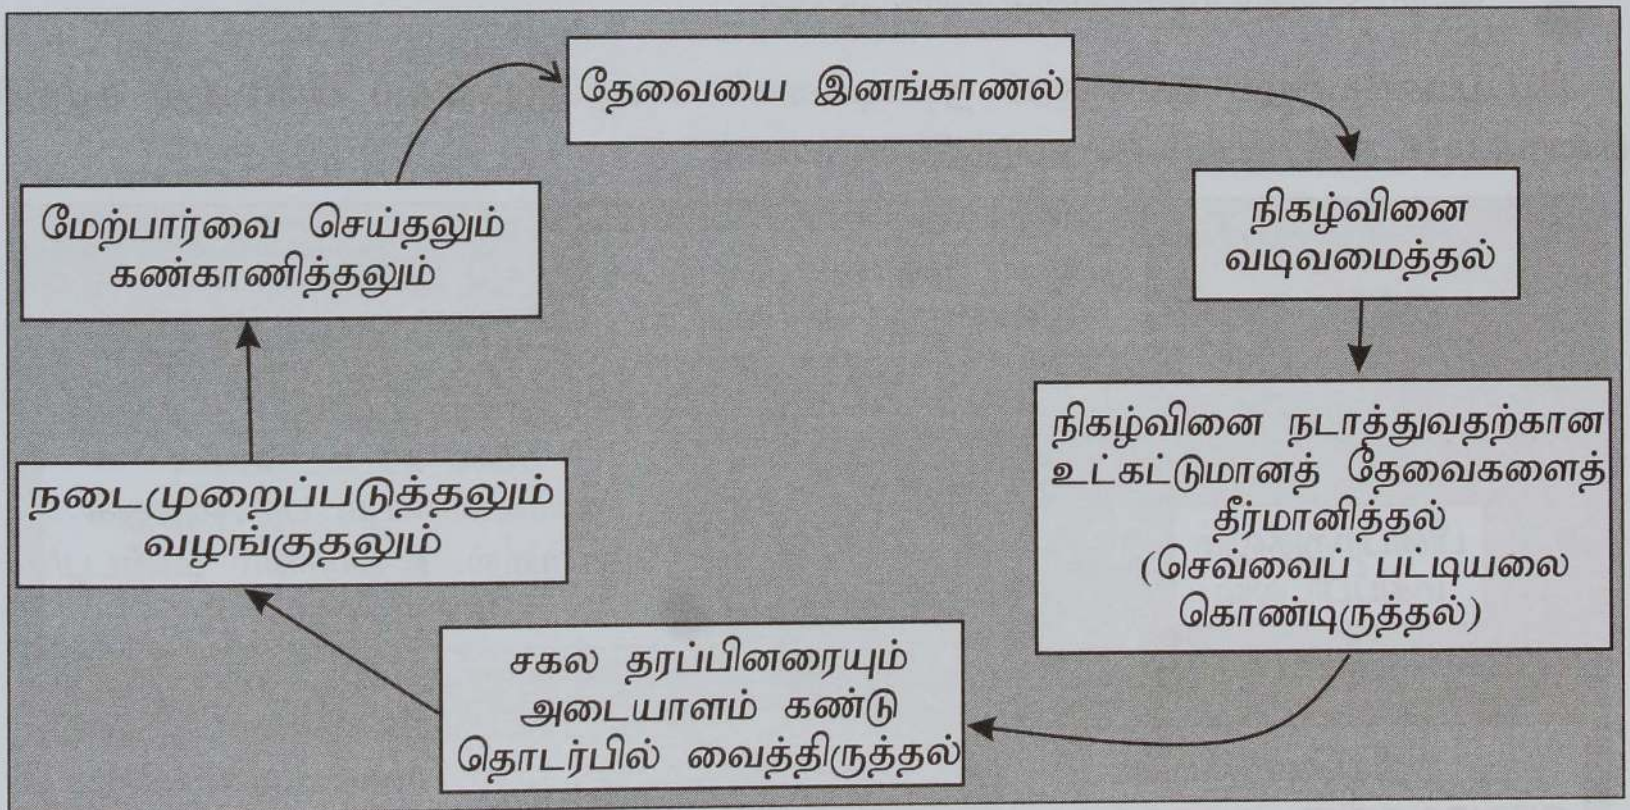 தேவையை இனங்காணல்
நிகழ்வினை
வடிவமைத்தல்
நிகழ்வினை நடாத்துவதற்கான
உட்கட்டுமானத் தேவைகளைத்
தீர்மானித்தல்
(செவ்வைப் பட்டியலை
கொண்டிருத்தல்)
சகல தரப்பினரையும்
அடையாளம் கண்டு
தொடர்பில் வைத்திருத்தல்
நடைமுறைப்படுத்தலும்
வழங்குதலும்
மேற்பார்வை செய்தலும்
கண்காணித்தலும்